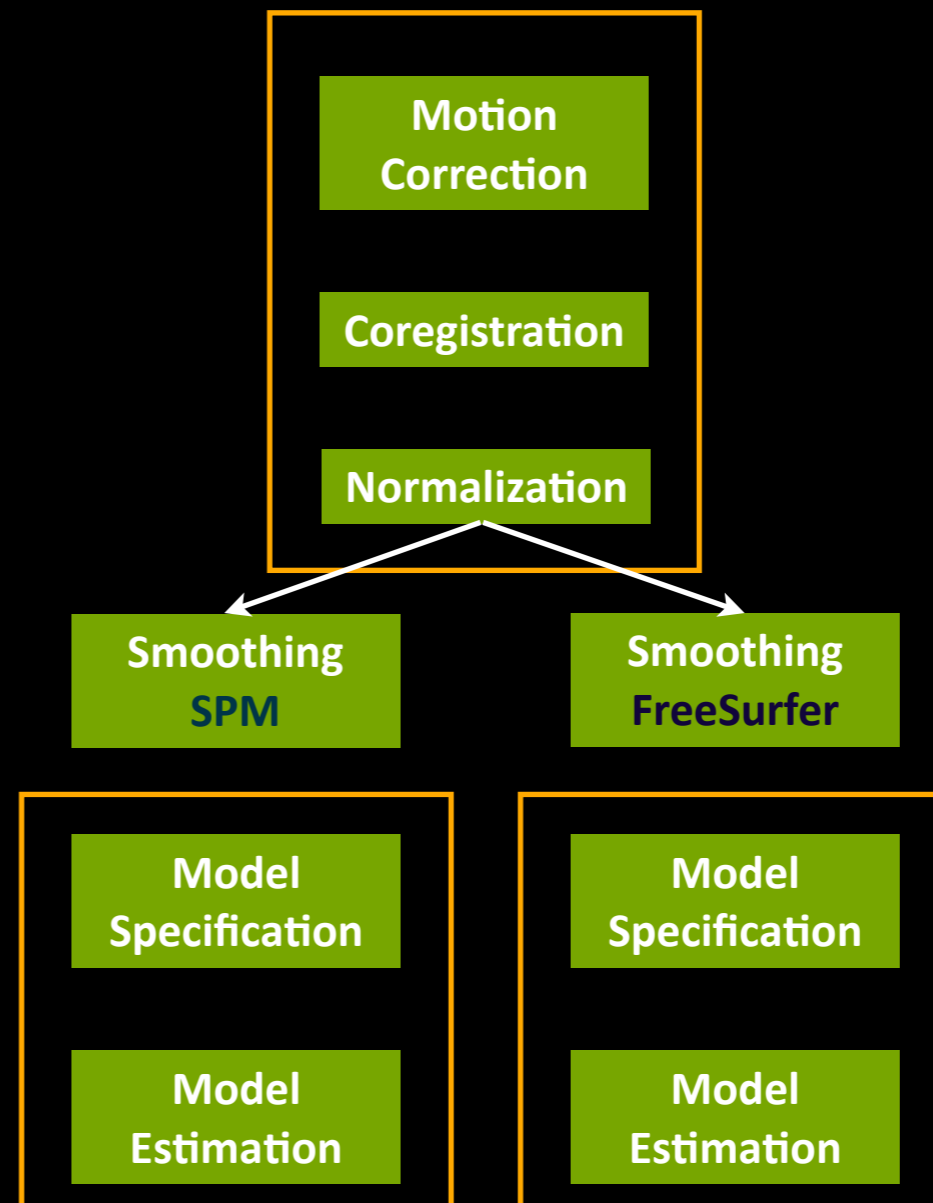 Motion
Correction
Coregistration
Normalization
Smoothing
SPM
Smoothing
FreeSurfer
Model
Specification
Model
Specification
Model
Estimation
Model
Estimation